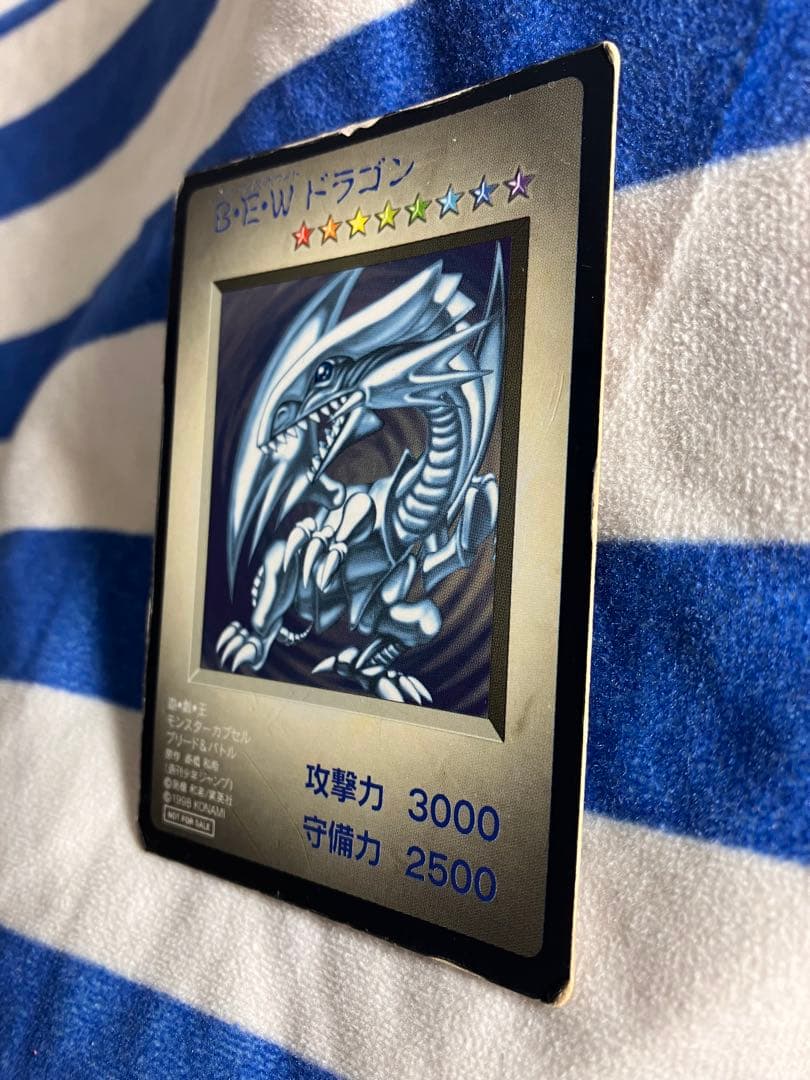 B・E・W ドラゴン
遊●戯●王
モンスターカプセル
ブリード&バトル
原作 高橋 和希
(週刊少年ジャンプ)
©高橋 和希/集英社
©1998 KONAMI
NOT FOR SALE
攻撃力 3000
守備力 2500